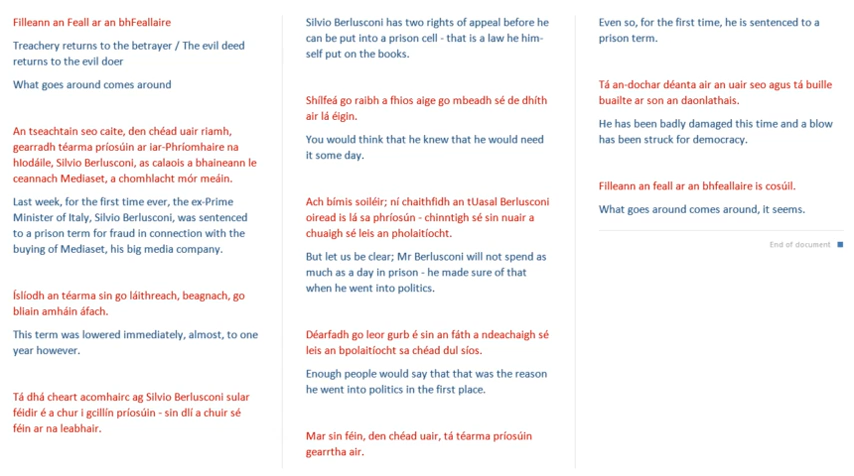 Filleann an Feall ar an bhFeallaire
Treachery returns to the betrayer / The evil deed
returns to the evil doer
What goes around comes around
An tseachtain seo caite, den chéad uair riamh,
gearradh téarma príosúin ar iar-Phríomhaire na
hIodáile, Silvio Berlusconi, as calaois a bhaineann le
ceannach Mediaset, a chomhlacht mór meáin.
Last week, for the first time ever, the ex-Prime
Minister of Italy, Silvio Berlusconi, was sentenced
to a prison term for fraud in connection with the
buying of Mediaset, his big media company.
Íslíodh an téarma sin go láithreach, beagnach, go
bliain amháin áfach.
This term was lowered immediately, almost, to one
year however.
Tá dhá cheart acomhairc ag Silvio Berlusconi sular
féidir é a chur i gcillín príosúin - sin dlí a chuir sé
féin ar na leabhair.
Silvio Berlusconi has two rights of appeal before he
can be put into a prison cell - that is a law he him-
self put on the books.
Shílfeá go raibh a fhios aige go mbeadh sé de dhíth
air lá éigin.
You would think that he knew that he would need
it some day.
Ach bímis soiléir; ní chaithfidh an tUasal Berlusconi
oiread is lá sa phríosún - chinntigh sé sin nuair a
chuaigh sé leis an pholaitíocht.
But let us be clear; Mr Berlusconi will not spend as
much as a day in prison - he made sure of that
when he went into politics.
Déarfadh go leor gurb é sin an fáth a ndeachaigh sé
leis an bpolaitíocht sa chéad dul síos.
Enough people would say that that was the reason
he went into politics in the first place.
Mar sin féin, den chéad uair, tá téarma príosúin
gearrtha air.
Even so, for the first time, he is sentenced to a
prison term.
Tá an-dochar déanta air an uair seo agus tá buille
buailte ar son an daonlathais.
He has been badly damaged this time and a blow
has been struck for democracy.
Filleann an feall ar an bhfeallaire is cosúil.
What goes around comes around, it seems.
End of document